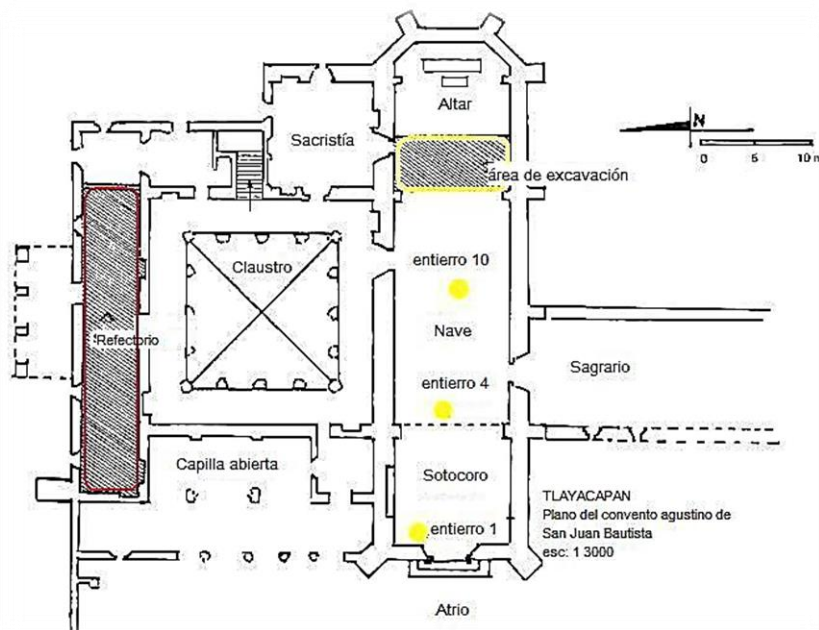 Altar
N
Sacristía
0 5 10 m
área de excavación
entierro 10
Claustro
Nave
Refectorio
Sagrario
entierro 4
Capilla abierta
Sotocoro
TLAYACAPAN
Plano del convento agustino de
San Juan Bautista
esc: 1 3000
entierro 1
Atrio